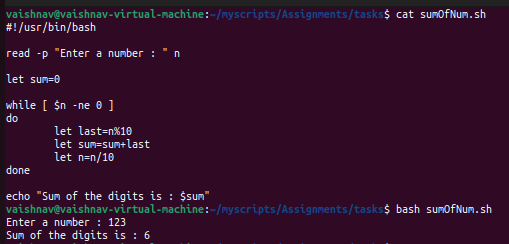 vaishnav@vaishnav-virtual-machine:~/myscripts/Assignments/tasks$ cat sumOfNum.sh
#!/usr/bin/bash
read -p "Enter a number : " n
let sum=0
while [ $n -ne 0 ]
do
        let last=n%10
        let sum=sum+last
        let n=n/10
done
echo "Sum of the digits is : $sum"
vaishnav@vaishnav-virtual-machine:~/myscripts/Assignments/tasks$ bash sumOfNum.sh
Enter a number : 123
Sum of the digits is : 6